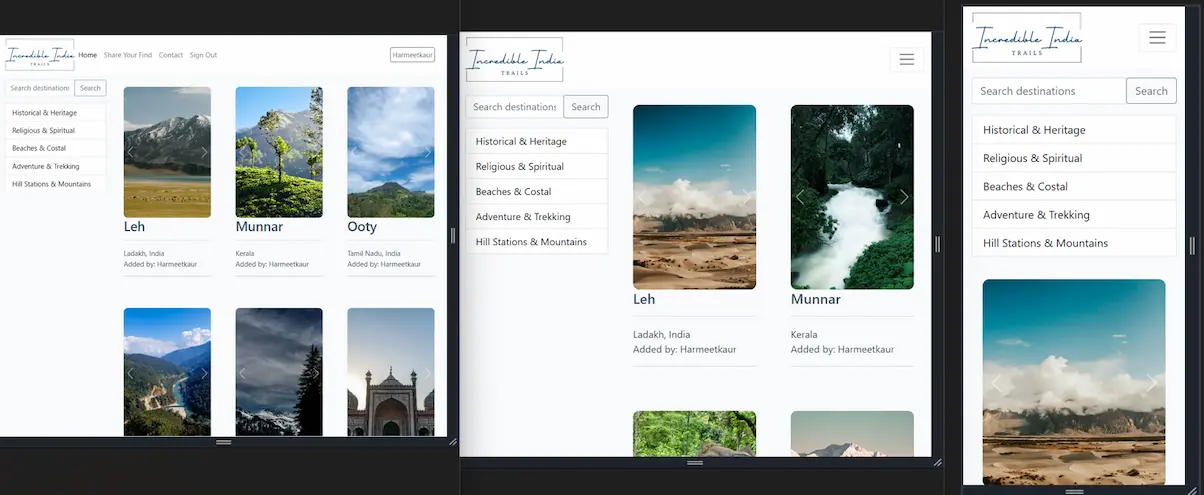 Incredible India
TRAILS
Home Share Your Find Contact Sign Out
Harmeetkaur
Search destinations Search
Historical & Heritage
Religious & Spiritual
Beaches & Costal
Adventure & Trekking
Hill Stations & Mountains
Leh
Ladakh, India
Added by: Harmeetkaur
Munnar
Kerala
Added by: Harmeetkaur
Ooty
Tamil Nadu, India
Added by: Harmeetkaur
Incredible India
TRAILS
Search destinations Search
Historical & Heritage
Religious & Spiritual
Beaches & Costal
Adventure & Trekking
Hill Stations & Mountains
Leh
Ladakh, India
Added by: Harmeetkaur
Munnar
Kerala
Added by: Harmeetkaur
Incredible India
TRAILS
Search destinations Search
Historical & Heritage
Religious & Spiritual
Beaches & Costal
Adventure & Trekking
Hill Stations & Mountains